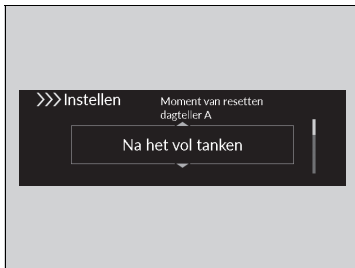 >>> Instellen
Moment van resetten
dagteller A
Na het vol tanken